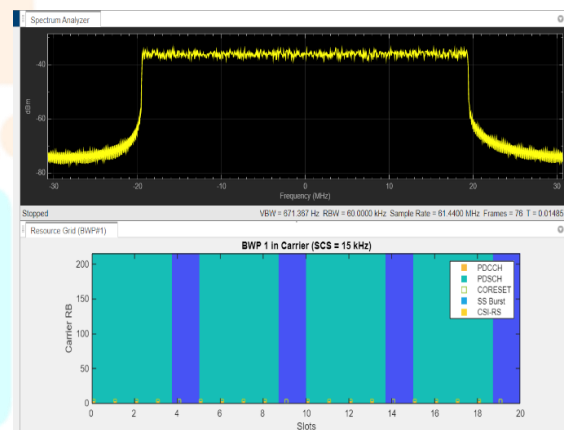 Spectrum Analyzer
-40
-60
-80
dBm
-30 -20 -10 0 10 20 30
Frequency (MHz)
Stopped VBW = 671.367 Hz RBW = 60.0000 kHz Sample Rate = 61.4400 MHz Frames = 76 T = 0.01485
Resource Grid (BWP#1)
BWP 1 in Carrier (SCS = 15 kHz)
200
150
100
50
0
Carrier RB
PDCCH
PDSCH
CORESET
SS Burst
CSI-RS
0 2 4 6 8 10 12 14 16 18 20
Slots